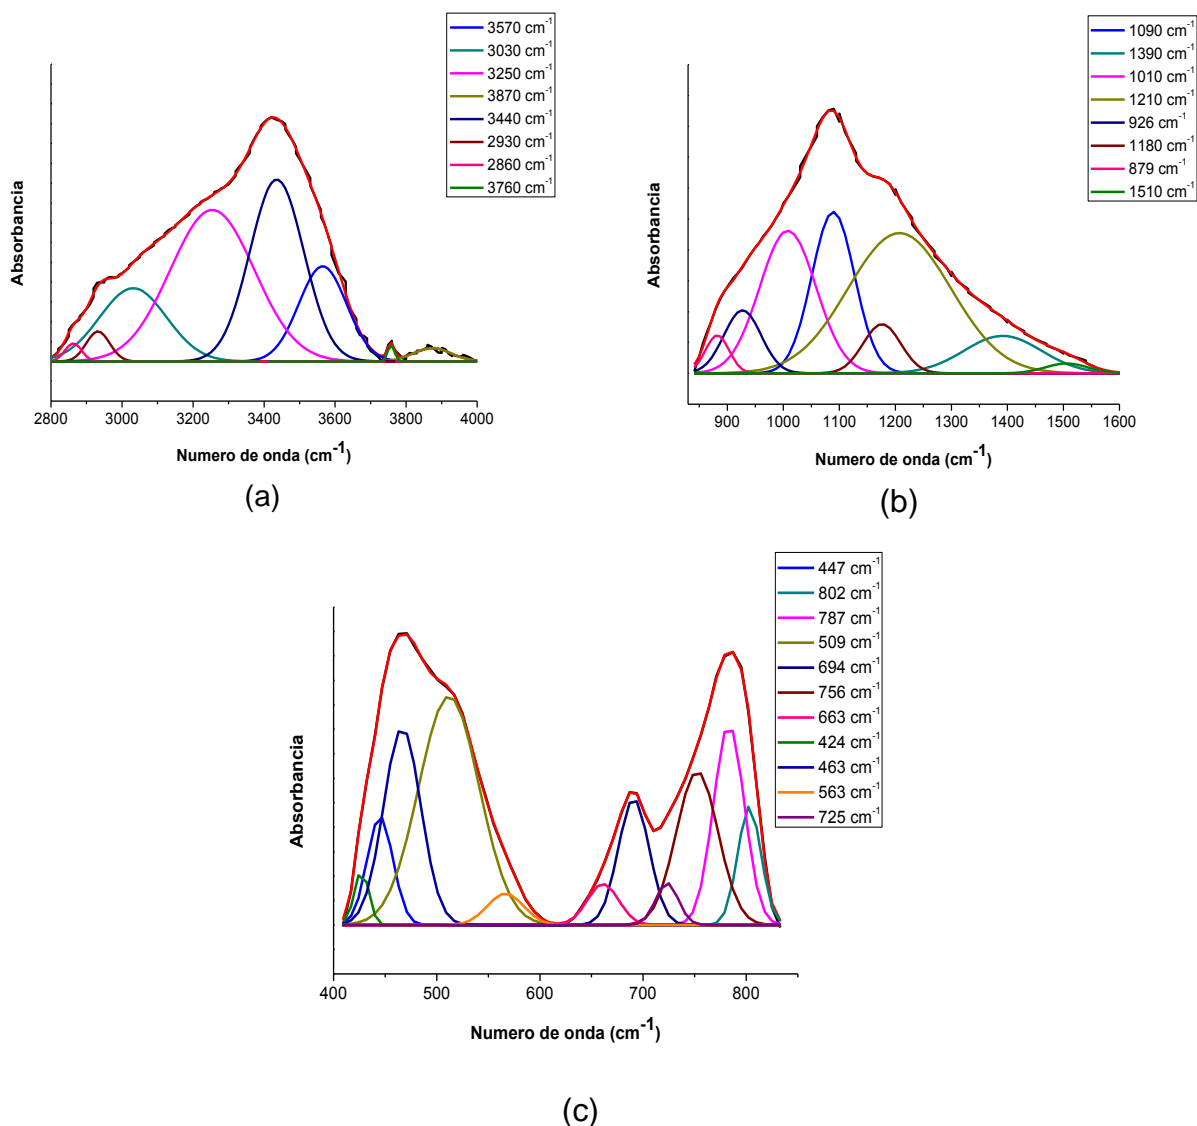 3570 cm-1
3030 cm-1
3250 cm-1
3870 cm-1
3440 cm-1
2930 cm-1
2860 cm-1
3760 cm-1
Absorbancia
2800 3000 3200 3400 3600 3800 4000
Numero de onda (cm-1)
(a)
1090 cm-1
1390 cm-1
1010 cm-1
1210 cm-1
926 cm-1
1180 cm-1
879 cm-1
1510 cm-1
Absorbancia
900 1000 1100 1200 1300 1400 1500 1600
Numero de onda (cm-1)
(b)
447 cm-1
802 cm-1
787 cm-1
509 cm-1
694 cm-1
756 cm-1
663 cm-1
424 cm-1
463 cm-1
563 cm-1
725 cm-1
Absorbancia
400 500 600 700 800
Numero de onda (cm-1)
(c)